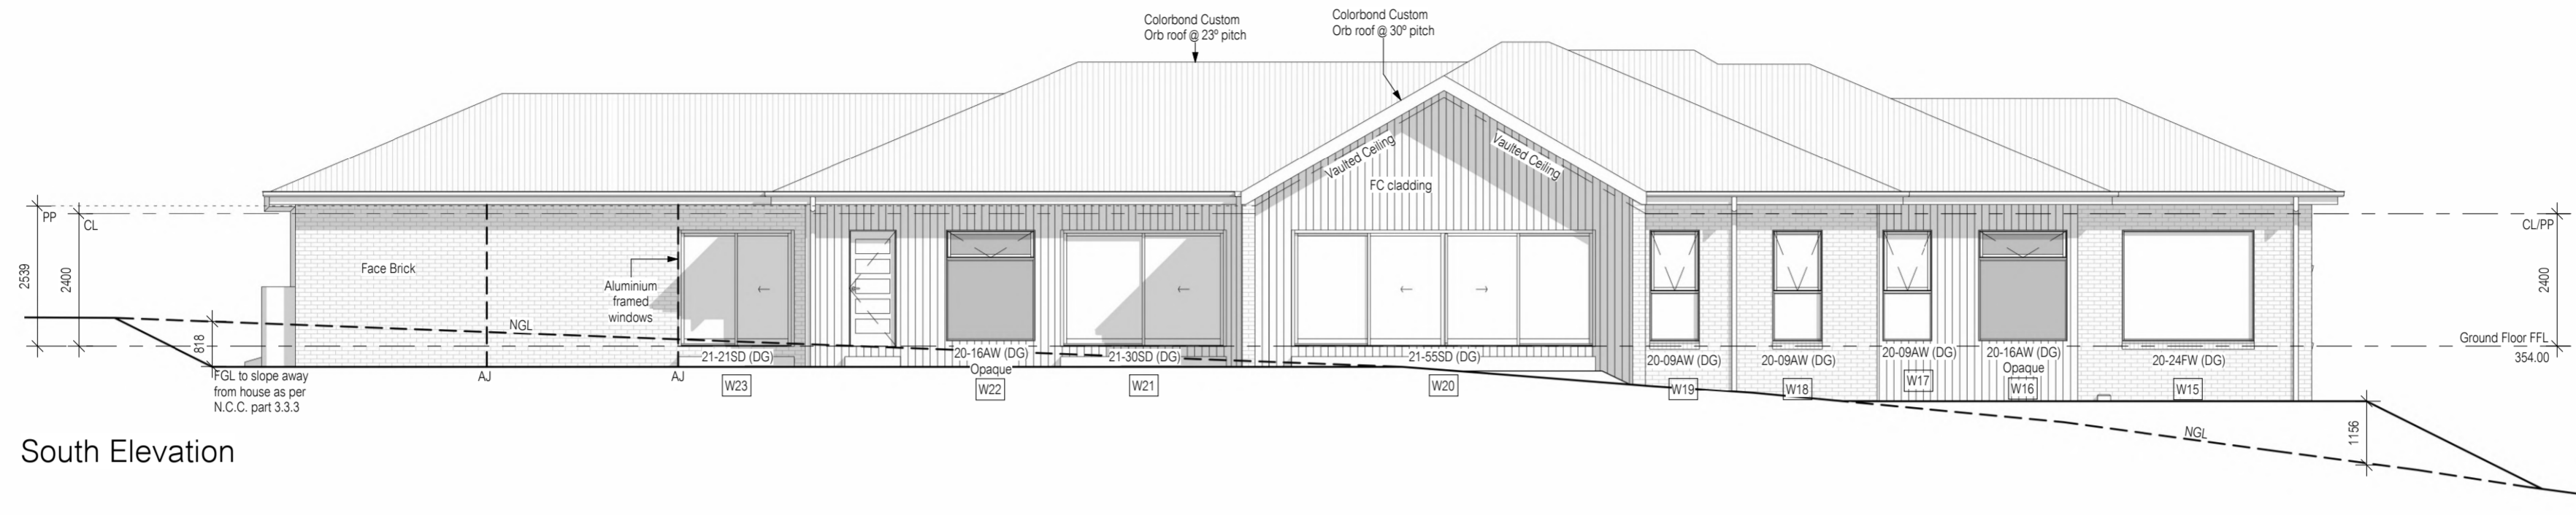 Colorbond Custom
Orb roof @ 23º pitch
Colorbond Custom
Orb roof @ 30º pitch
Vaulted Ceiling
Vaulted Ceiling
FC cladding
PP
CL
CL/PP
2539
2400
Face Brick
Aluminium
framed
windows
2400
NGL
818
Ground Floor FFL
354.00
21-21SD (DG)
20-16AW (DG)
Opaque
21-30SD (DG)
21-55SD (DG)
20-09AW (DG)
20-09AW (DG)
20-09AW (DG)
20-16AW (DG)
Opaque
20-24FW (DG)
FGL to slope away
from house as per
N.C.C. part 3.3.3
AJ
AJ
W23
W22
W21
W20
W19
W18
W17
W16
W15
NGL
1156
South Elevation